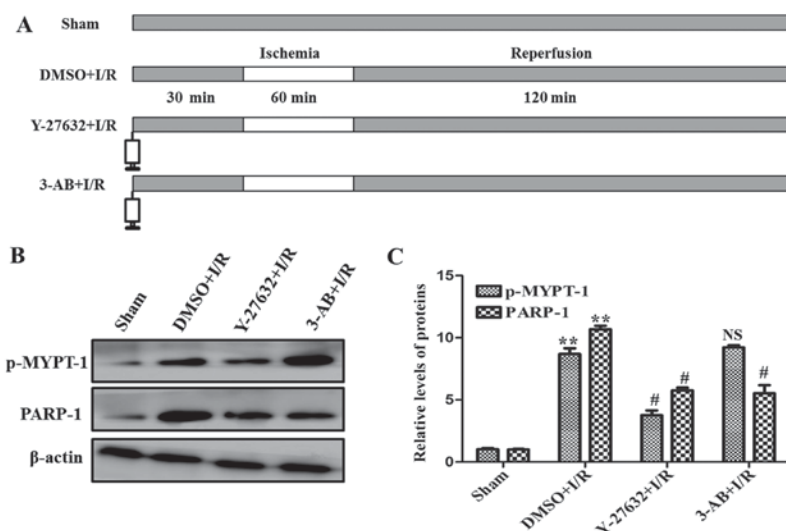 A
Sham
Ischemia
Reperfusion
DMSO+I/R
30 min
60 min
120 min
Y-27632+I/R
3-AB+I/R
B
Sham
DMSO+I/R
Y-27632+I/R
3-AB+I/R
p-MYPT-1
PARP-1
β-actin
C
Relative levels of proteins
15
10
5
0
p-MYPT-1
PARP-1
**
**
#
#
NS
#
Sham
DMSO+I/R
Y-27632+I/R
3-AB+I/R